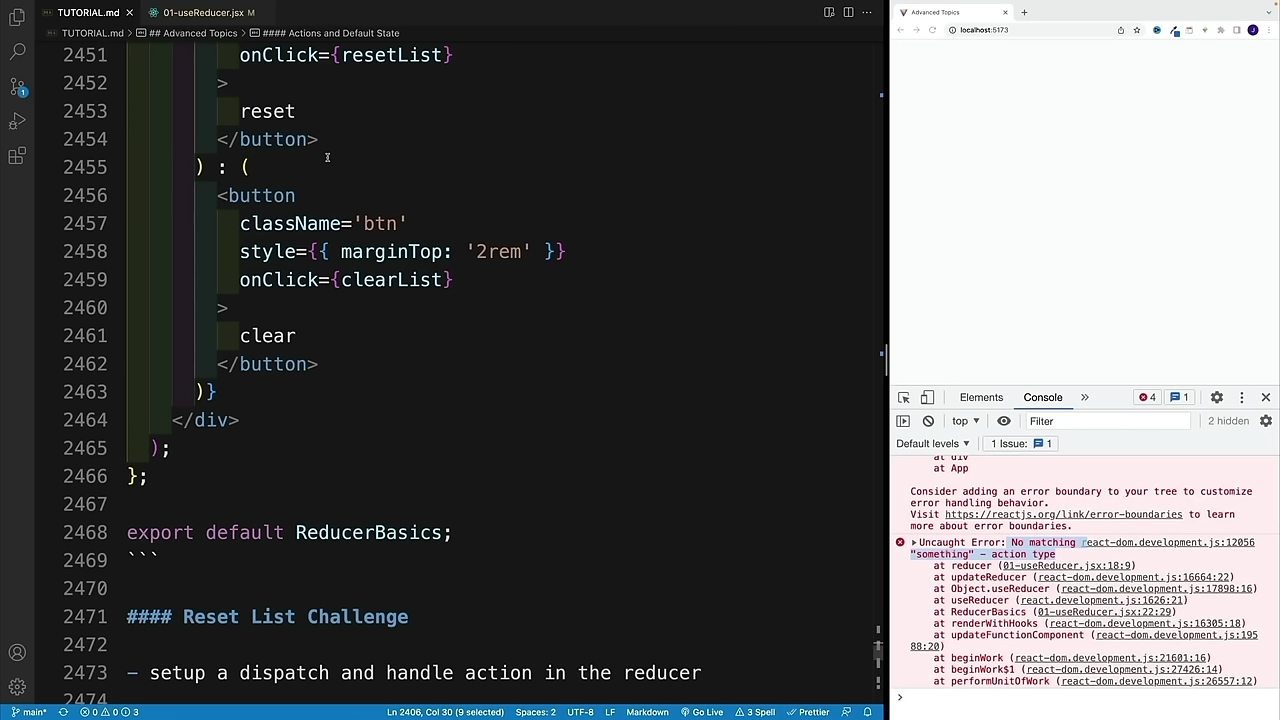 TUTORIAL.md
01-useReducer.jsx M
TUTORIAL.md > ## Advanced Topics > #### Actions and Default State
2451 onClick={resetList}
2452 >
2453 reset
2454 </button>
2455 ) : (
2456 <button
2457 className='btn'
2458 style={{ marginTop: '2rem' }}
2459 onClick={clearList}
2460 >
2461 clear
2462 </button>
2463 )}
2464 </div>
2465 );
2466 };
2467
2468 export default ReducerBasics;
2469 ```
2470
2471 #### Reset List Challenge
2472
2473 - setup a dispatch and handle action in the reducer
2474
1
main*
0 0 3
Ln 2406, Col 30 (9 selected)
Spaces: 2
UTF-8
LF
Markdown
Go Live
3 Spell
Prettier
Advanced Topics
localhost:5173
J
Elements
Console
4
1
top
Filter
2 hidden
Default levels
1 Issue: 1
at div
at App
Consider adding an error boundary to your tree to customize
error handling behavior.
Visit https://reactjs.org/link/error-boundaries to learn
more about error boundaries.
Uncaught Error: No matching react-dom.development.js:12056
"something" - action type
at reducer (01-useReducer.jsx:18:9)
at updateReducer (react-dom.development.js:16664:22)
at Object.useReducer (react-dom.development.js:17898:16)
at useReducer (react.development.js:1626:21)
at ReducerBasics (01-useReducer.jsx:22:29)
at renderWithHooks (react-dom.development.js:16305:18)
at updateFunctionComponent (react-dom.development.js:195
88:20)
at beginWork (react-dom.development.js:21601:16)
at beginWork$1 (react-dom.development.js:27426:14)
at performUnitOfWork (react-dom.development.js:26557:12)
>